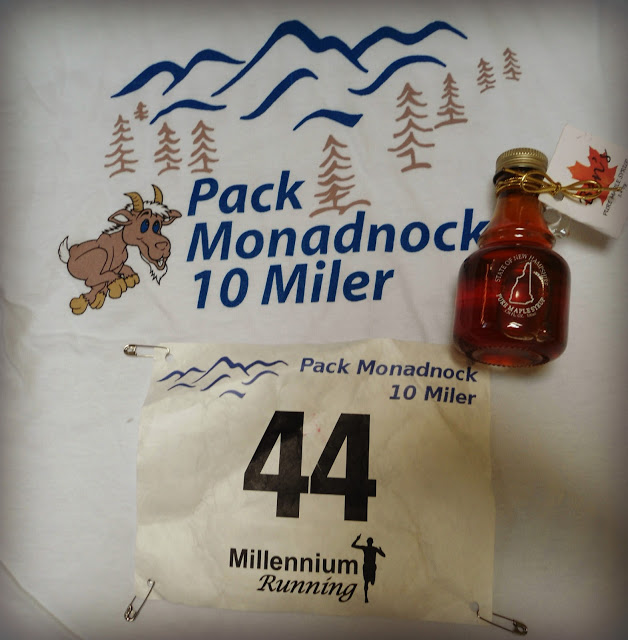 Pack
Monadnock
10 Miler
STATE OF NEW HAMPSHIRE
PURE MAPLE SYRUP
Pack Monadnock
10 Miler
44
Millennium
Running